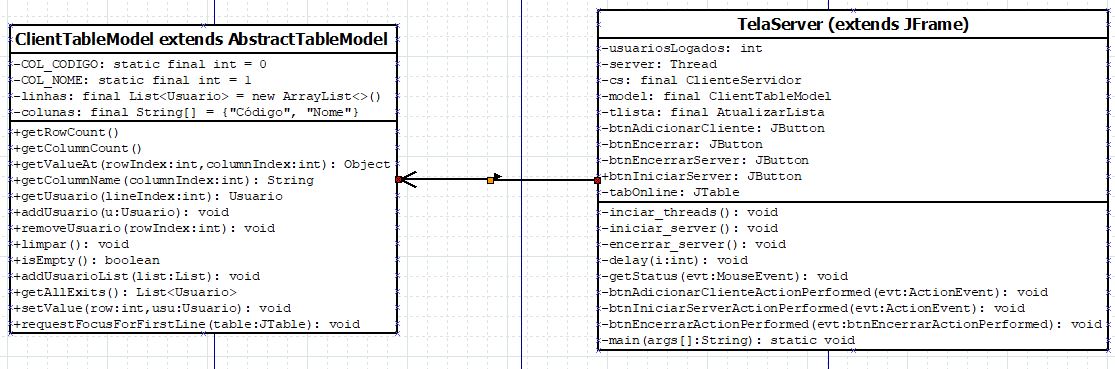 ClientTableModel extends AbstractTableModel
-COL_CODIGO: static final int = 0
-COL_NOME: static final int = 1
-linhas: final List<Usuario> = new ArrayList<>()
-colunas: final String[] = {"Código", "Nome"}
+getRowCount()
+getColumnCount()
+getValueAt(rowIndex:int,columnIndex:int): Object
+getColumnName(columnIndex:int): String
+getUsuario(lineIndex:int): Usuario
+addUsuario(u:Usuario): void
+removeUsuario(rowIndex:int): void
+limpar(): void
+isEmpty(): boolean
+addUsuarioList(list:List): void
+getAllExits(): List<Usuario>
+setValue(row:int,usu:Usuario): void
+requestFocusForFirstLine(table:JTable): void
TelaServer (extends JFrame)
-usuariosLogados: int
-server: Thread
-cs: final ClienteServidor
-model: final ClientTableModel
-tlista: final AtualizarLista
-btnAdicionarCliente: JButton
-btnEncerrar: JButton
-btnEncerrarServer: JButton
+btnIniciarServer: JButton
-tabOnline: JTable
-inciar_threads(): void
-iniciar_server(): void
-encerrar_server(): void
-delay(i:int): void
-getStatus(evt:MouseEvent): void
-btnAdicionarClienteActionPerformed(evt:ActionEvent): void
-btnIniciarServerActionPerformed(evt:ActionEvent): void
-btnEncerrarActionPerformed(evt:btnEncerrarActionPerformed): void
-main(args[]:String): static void